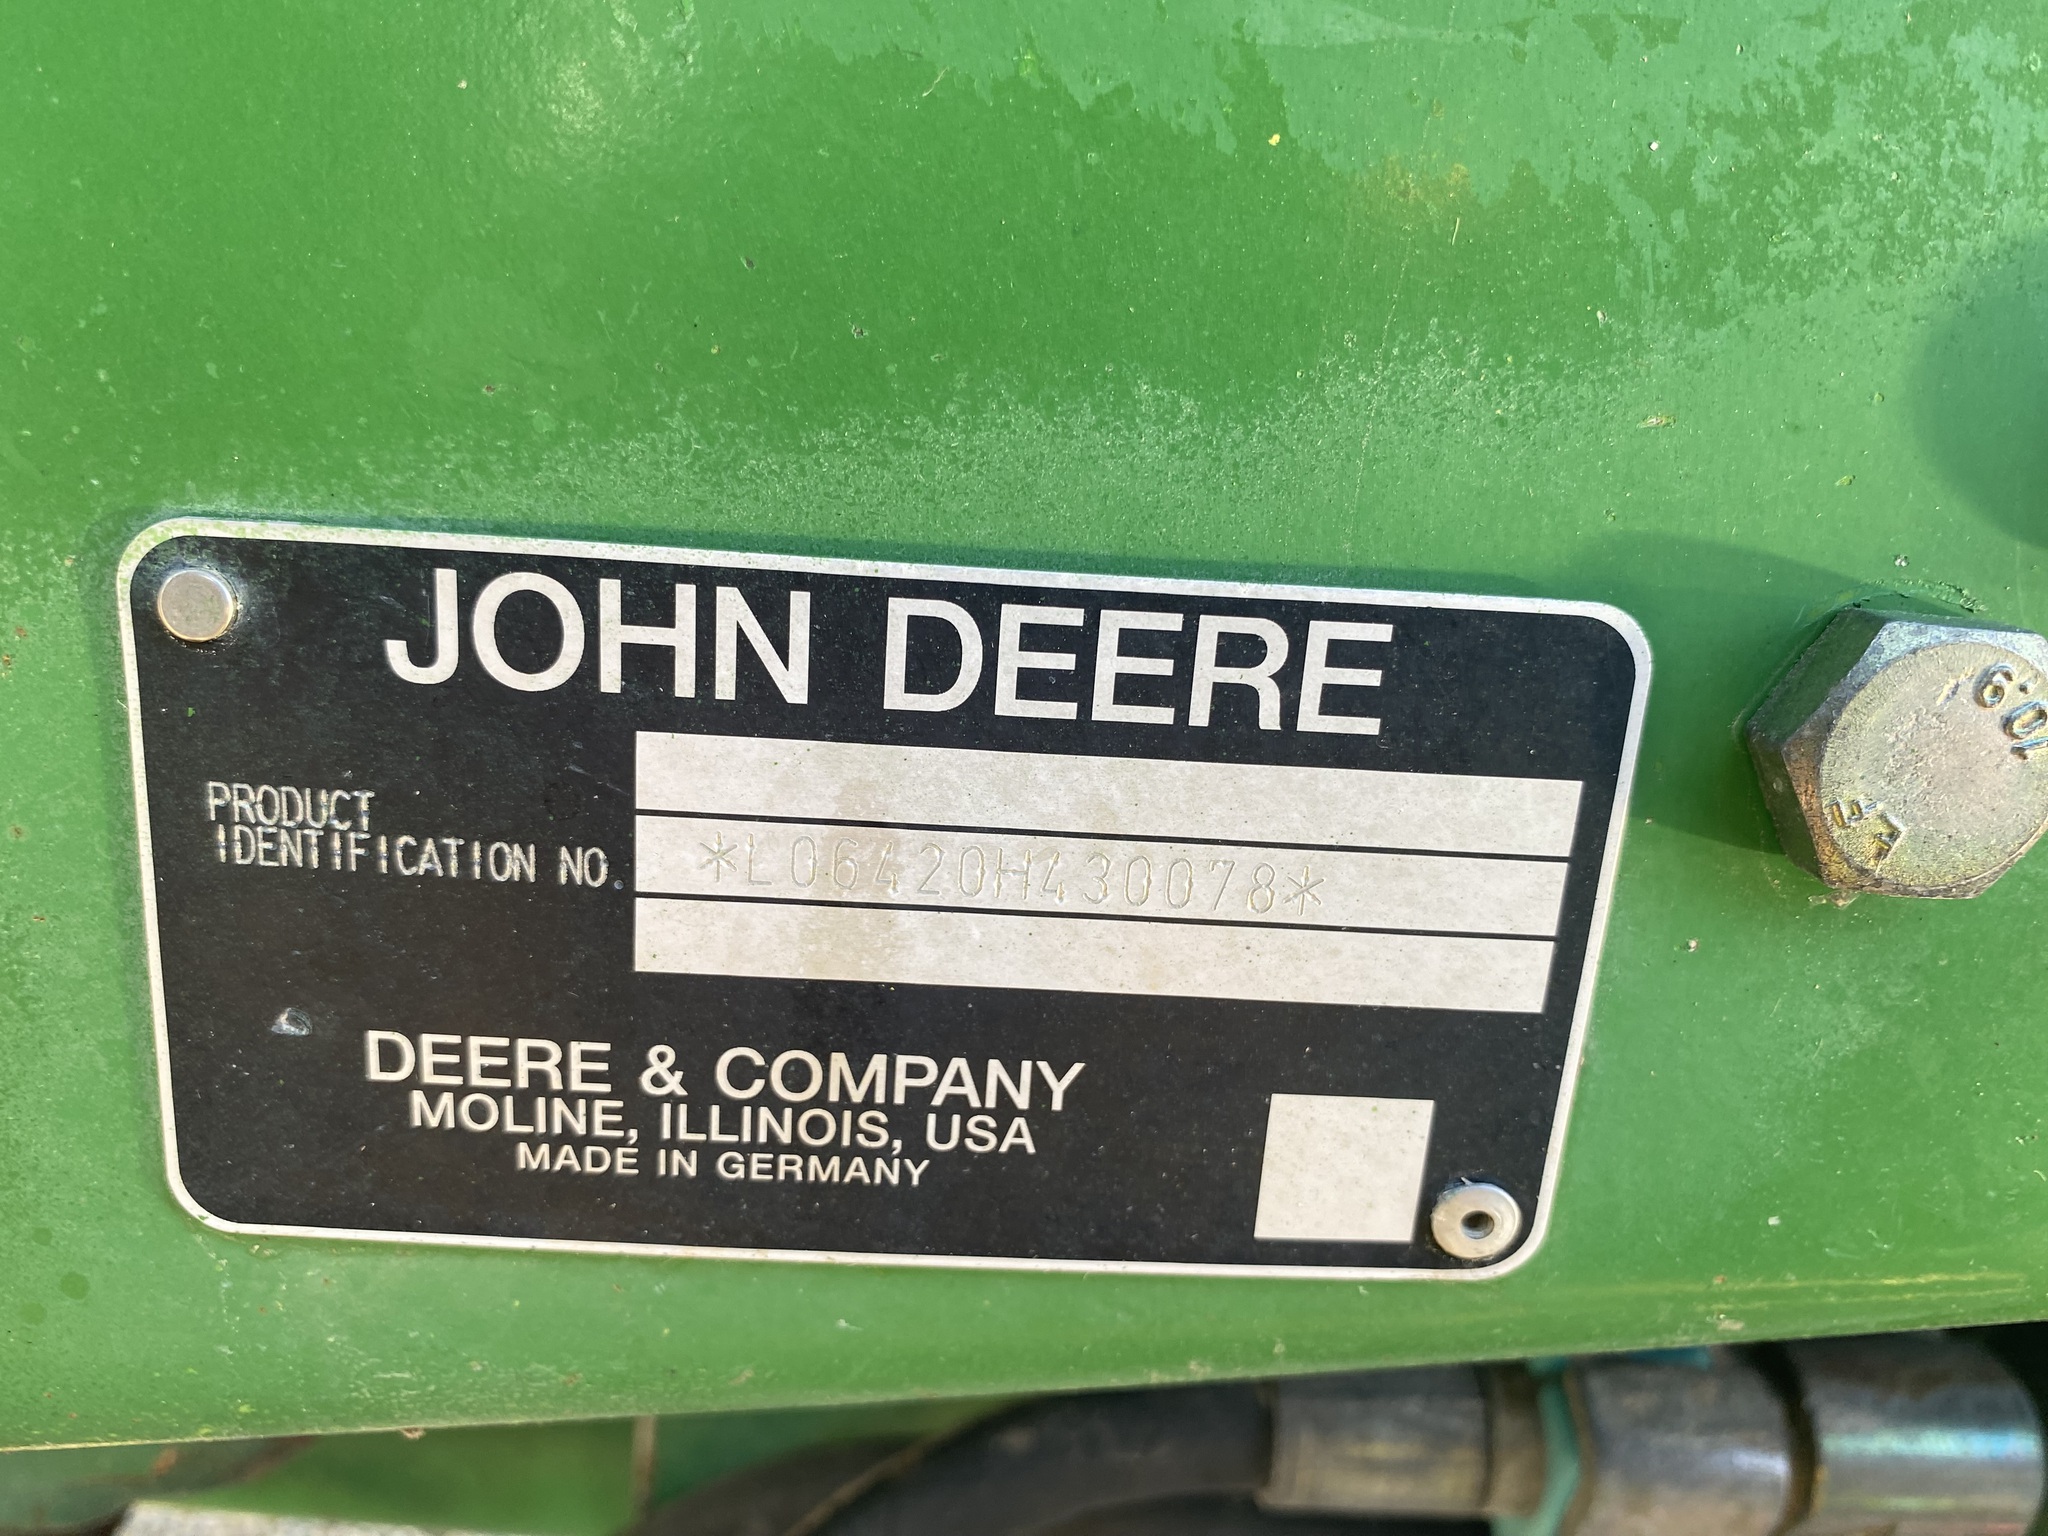 JOHN DEERE
PRODUCT
IDENTIFICATION NO.
*L06420H430078*
DEERE & COMPANY
MOLINE, ILLINOIS, USA
MADE IN GERMANY
10.9